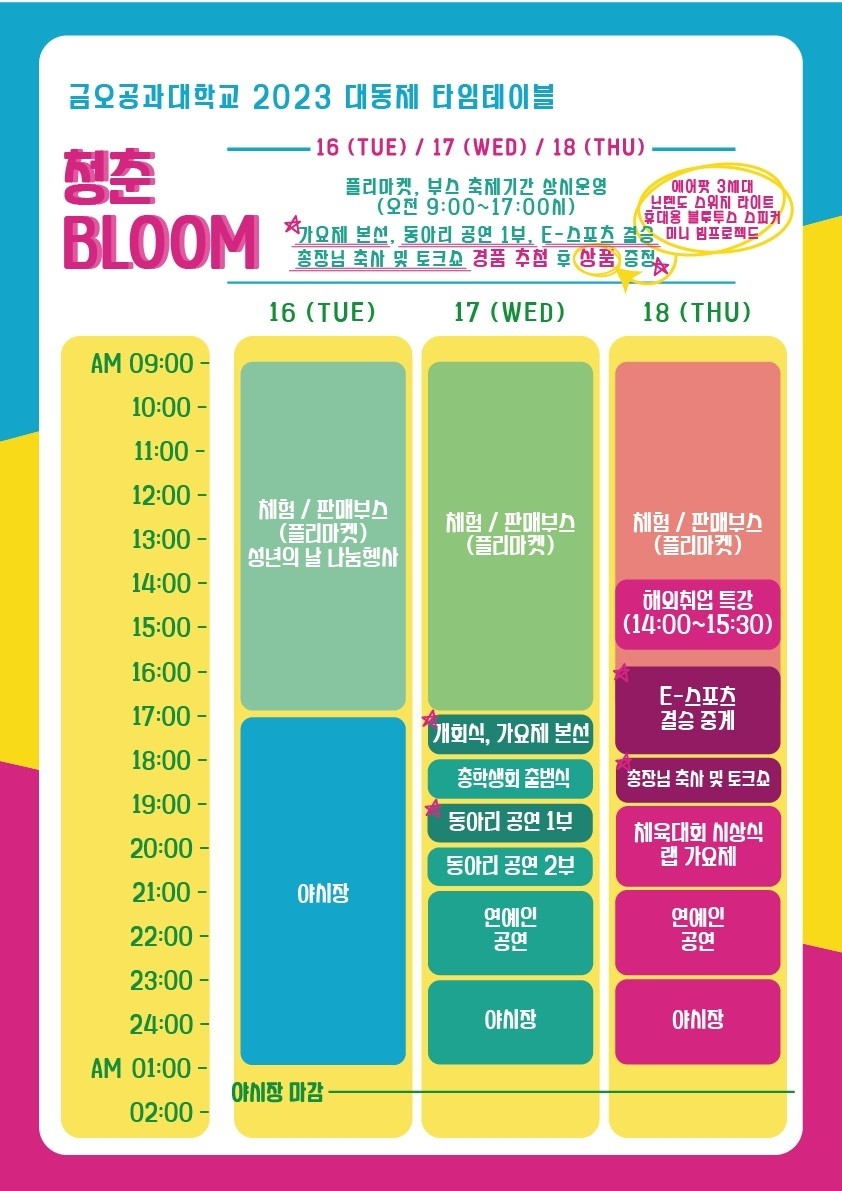 금오공과대학교 2023 대동제 타임테이블
청춘
BLOOM
16 (TUE) / 17 (WED) / 18 (THU)
플리마켓, 부스 축제기간 상시운영
(오전 9:00~17:00시)
가요제 본선, 동아리 공연 1부, E-스포츠 결승
총장님 축사 및 토크쇼 경품 추첨 후 상품 증정
에어팟 3세대
닌텐도 스위치 라이트
휴대용 블루투스 스피커
미니 빔프로젝트
16 (TUE)
17 (WED)
18 (THU)
AM 09:00
10:00
11:00
12:00
13:00
14:00
15:00
16:00
17:00
18:00
19:00
20:00
21:00
22:00
23:00
24:00
AM 01:00
02:00
체험 / 판매부스
(플리마켓)
성년의 날 나눔행사
야시장
체험 / 판매부스
(플리마켓)
개회식, 가요제 본선
총학생회 출범식
동아리 공연 1부
동아리 공연 2부
연예인
공연
야시장
체험 / 판매부스
(플리마켓)
해외취업 특강
(14:00~15:30)
E-스포츠
결승 중계
총장님 축사 및 토크쇼
체육대회 시상식
랩 가요제
연예인
공연
야시장
야시장 마감